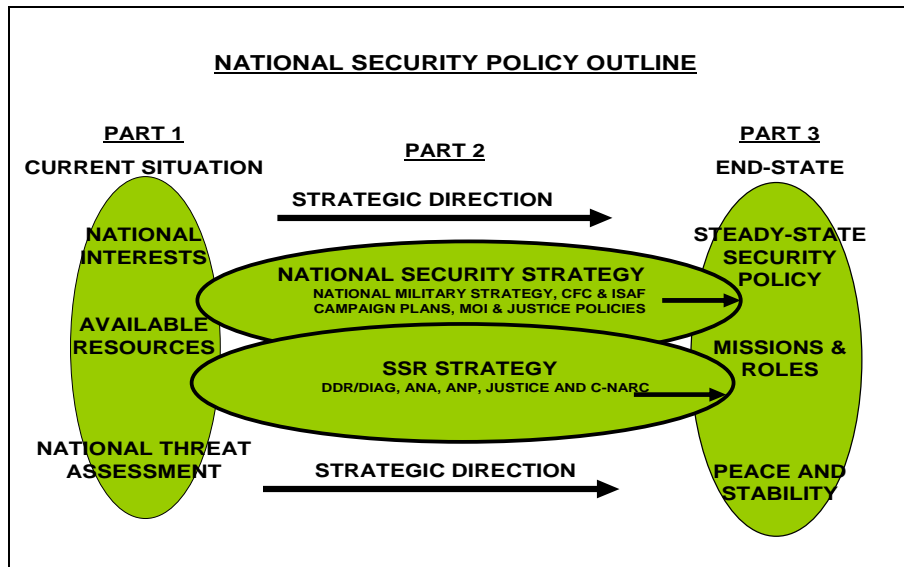 NATIONAL SECURITY POLICY OUTLINE
PART 1
CURRENT SITUATION
NATIONAL
INTERESTS
AVAILABLE
RESOURCES
NATIONAL THREAT
ASSESSMENT
PART 2
STRATEGIC DIRECTION
NATIONAL SECURITY STRATEGY
NATIONAL MILITARY STRATEGY, CFC & ISAF
CAMPAIGN PLANS, MOI & JUSTICE POLICIES
SSR STRATEGY
DDR/DIAG, ANA, ANP, JUSTICE AND C-NARC
STRATEGIC DIRECTION
PART 3
END-STATE
STEADY-STATE
SECURITY
POLICY
MISSIONS &
ROLES
PEACE AND
STABILITY